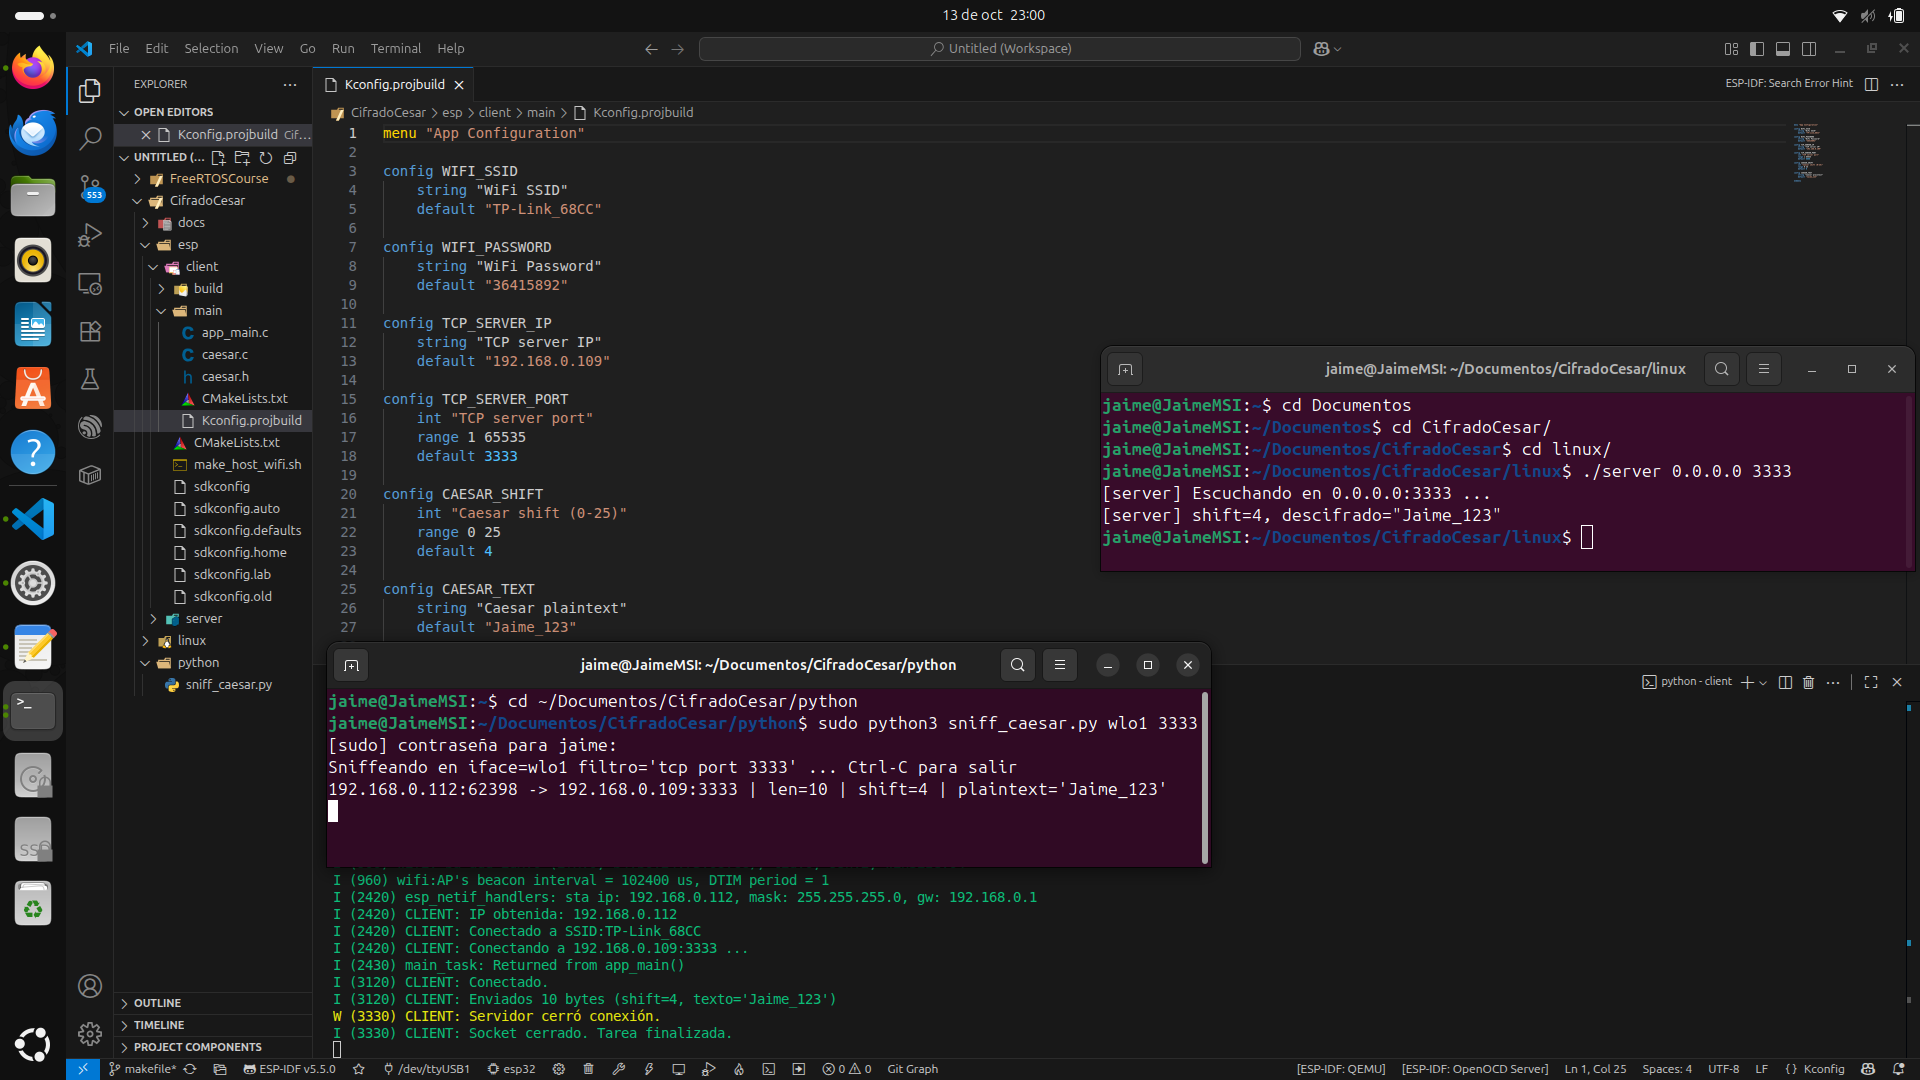 13 de oct 23:00
File Edit Selection View Go Run Terminal Help
Untitled (Workspace)
EXPLORER
Kconfig.projbuild
ESP-IDF: Search Error Hint
OPEN EDITORS
Kconfig.projbuild Cif...
UNTITLED (...
FreeRTOSCourse
CifradoCesar
docs
esp
client
build
main
app_main.c
caesar.c
caesar.h
CMakeLists.txt
Kconfig.projbuild
CMakeLists.txt
make_host_wifi.sh
sdkconfig
sdkconfig.auto
sdkconfig.defaults
sdkconfig.home
sdkconfig.lab
sdkconfig.old
server
linux
python
sniff_caesar.py
OUTLINE
TIMELINE
PROJECT COMPONENTS
553
CifradoCesar > esp > client > main > Kconfig.projbuild
1 menu "App Configuration"
2
3 config WIFI_SSID
4 string "WiFi SSID"
5 default "TP-Link_68CC"
6
7 config WIFI_PASSWORD
8 string "WiFi Password"
9 default "36415892"
10
11 config TCP_SERVER_IP
12 string "TCP server IP"
13 default "192.168.0.109"
14
15 config TCP_SERVER_PORT
16 int "TCP server port"
17 range 1 65535
18 default 3333
19
20 config CAESAR_SHIFT
21 int "Caesar shift (0-25)"
22 range 0 25
23 default 4
24
25 config CAESAR_TEXT
26 string "Caesar plaintext"
27 default "Jaime_123"
jaime@JaimeMSI: ~/Documentos/CifradoCesar/linux
jaime@JaimeMSI:~$ cd Documentos
jaime@JaimeMSI:~/Documentos$ cd CifradoCesar/
jaime@JaimeMSI:~/Documentos/CifradoCesar$ cd linux/
jaime@JaimeMSI:~/Documentos/CifradoCesar/linux$ ./server 0.0.0.0 3333
[server] Escuchando en 0.0.0.0:3333 ...
[server] shift=4, descifrado="Jaime_123"
jaime@JaimeMSI:~/Documentos/CifradoCesar/linux$
jaime@JaimeMSI: ~/Documentos/CifradoCesar/python
jaime@JaimeMSI:~$ cd ~/Documentos/CifradoCesar/python
jaime@JaimeMSI:~/Documentos/CifradoCesar/python$ sudo python3 sniff_caesar.py wlo1 3333
[sudo] contraseña para jaime:
Sniffeando en iface=wlo1 filtro='tcp port 3333' ... Ctrl-C para salir
192.168.0.112:62398 -> 192.168.0.109:3333 | len=10 | shift=4 | plaintext='Jaime_123'
python - client
I (960) wifi:AP's beacon interval = 102400 us, DTIM period = 1
I (2420) esp_netif_handlers: sta ip: 192.168.0.112, mask: 255.255.255.0, gw: 192.168.0.1
I (2420) CLIENT: IP obtenida: 192.168.0.112
I (2420) CLIENT: Conectado a SSID:TP-Link_68CC
I (2420) CLIENT: Conectando a 192.168.0.109:3333 ...
I (2430) main_task: Returned from app_main()
I (3120) CLIENT: Conectado.
I (3120) CLIENT: Enviados 10 bytes (shift=4, texto='Jaime_123')
W (3330) CLIENT: Servidor cerró conexión.
I (3330) CLIENT: Socket cerrado. Tarea finalizada.
makefile* ESP-IDF v5.5.0 /dev/ttyUSB1 esp32 0 0 Git Graph [ESP-IDF: QEMU] [ESP-IDF: OpenOCD Server] Ln 1, Col 25 Spaces: 4 UTF-8 LF {} Kconfig